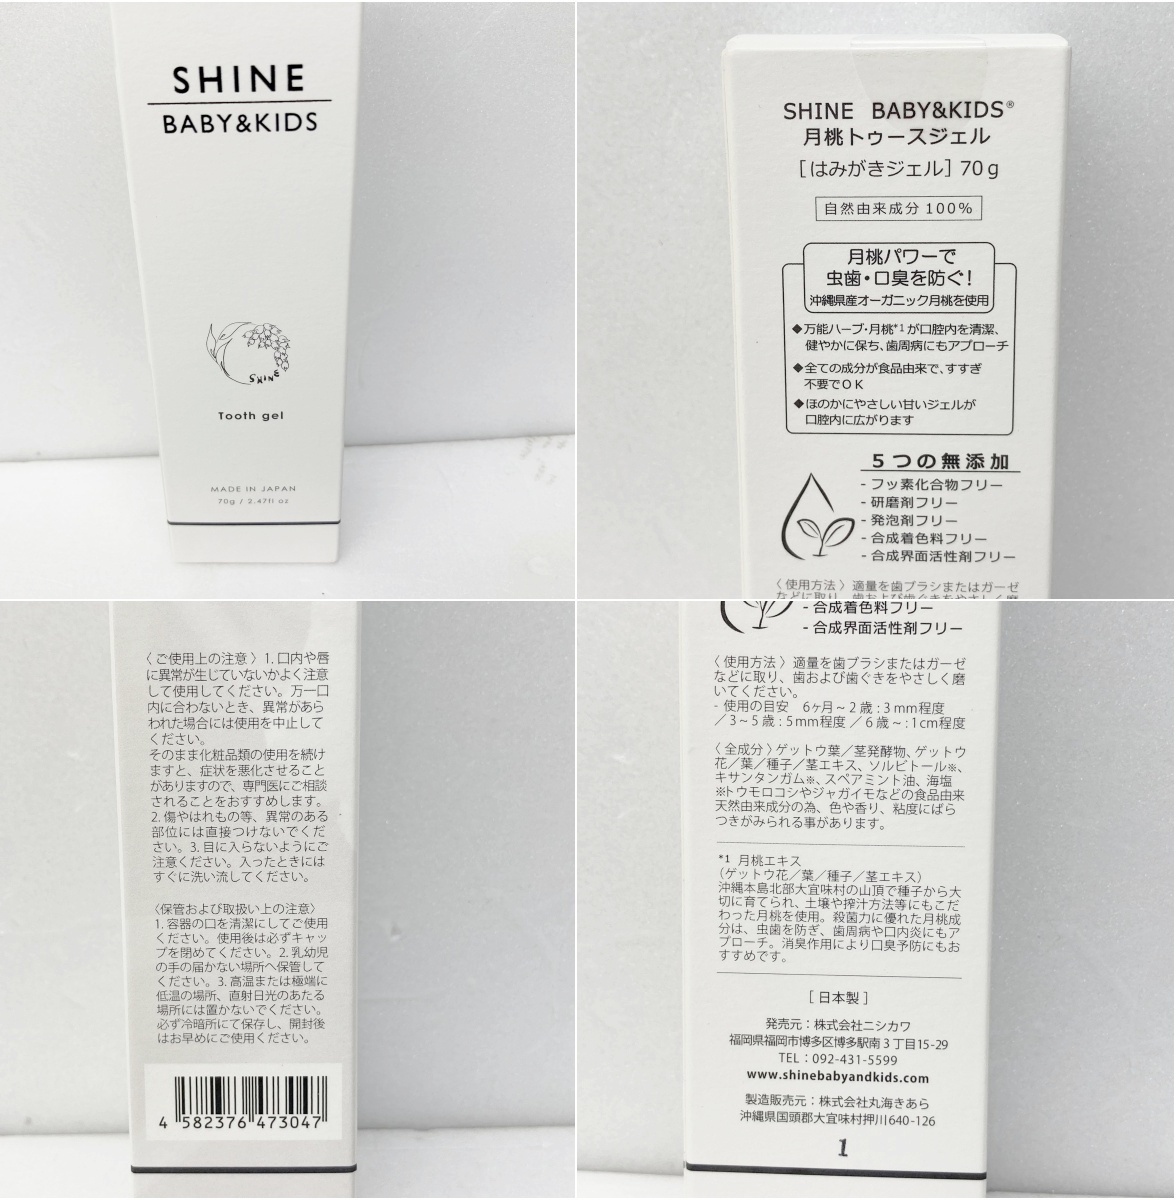 SHINE
BABY&KIDS
SHINE
Tooth gel
MADE IN JAPAN
70g / 2.47fl oz
SHINE BABY&KIDS®
月桃トゥースジェル
[はみがきジェル] 70g
自然由来成分100%
月桃パワーで
虫歯・口臭を防ぐ!
沖縄県産オーガニック月桃を使用
◆万能ハーブ・月桃*1が口腔内を清潔、
健やかに保ち、歯周病にもアプローチ
◆全ての成分が食品由来で、すすぎ
不要でOK
◆ほのかにやさしい甘いジェルが
口腔内に広がります
5つの無添加
- フッ素化合物フリー
- 研磨剤フリー
- 発泡剤フリー
- 合成着色料フリー
- 合成界面活性剤フリー
〈使用方法〉適量を歯ブラシまたはガーゼ
などに取り、歯および歯ぐきをやさしく磨
〈ご使用上の注意〉1. 口内や唇
に異常が生じていないかよく注意
して使用してください。万一口
内に合わないとき、異常があら
われた場合には使用を中止して
ください。
そのまま化粧品類の使用を続け
ますと、症状を悪化させること
がありますので、専門医にご相談
されることをおすすめします。
2. 傷やはれもの等、異常のある
部位には直接つけないでくだ
さい。3. 目に入らないようにご
注意ください。入ったときには
すぐに洗い流してください。
〈保管および取扱い上の注意〉
1. 容器の口を清潔にしてご使用
ください。使用後は必ずキャッ
プを閉めてください。2. 乳幼児
の手の届かない場所へ保管して
ください。3. 高温または極端に
低温の場所、直射日光のあたる
場所には置かないでください。
必ず冷暗所にて保存し、開封後
はお早めにご使用ください。
4 582376 473047
- 合成着色料フリー
- 合成界面活性剤フリー
〈使用方法〉適量を歯ブラシまたはガーゼ
などに取り、歯および歯ぐきをやさしく磨
いてください。
- 使用の目安 6ヶ月~2歳:3mm程度
/3~5歳:5mm程度/6歳~:1cm程度
〈全成分〉ゲットウ葉/茎発酵物、ゲットウ
花/葉/種子/茎エキス、ソルビトール※、
キサンタンガム※、スペアミント油、海塩
※トウモロコシやジャガイモなどの食品由来
天然由来成分の為、色や香り、粘度にばら
つきがみられる事があります。
*1 月桃エキス
(ゲットウ花/葉/種子/茎エキス)
沖縄本島北部大宜味村の山頂で種子から大
切に育てられ、土壌や搾汁方法等にもこだ
わった月桃を使用。殺菌力に優れた月桃成
分は、虫歯を防ぎ、歯周病や口内炎にもア
プローチ。消臭作用により口臭予防にもお
すすめです。
[日本製]
発売元:株式会社ニシカワ
福岡県福岡市博多区博多駅南3丁目15-29
TEL:092-431-5599
www.shinebabyandkids.com
製造販売元:株式会社丸海きあら
沖縄県国頭郡大宜味村押川640-126
1